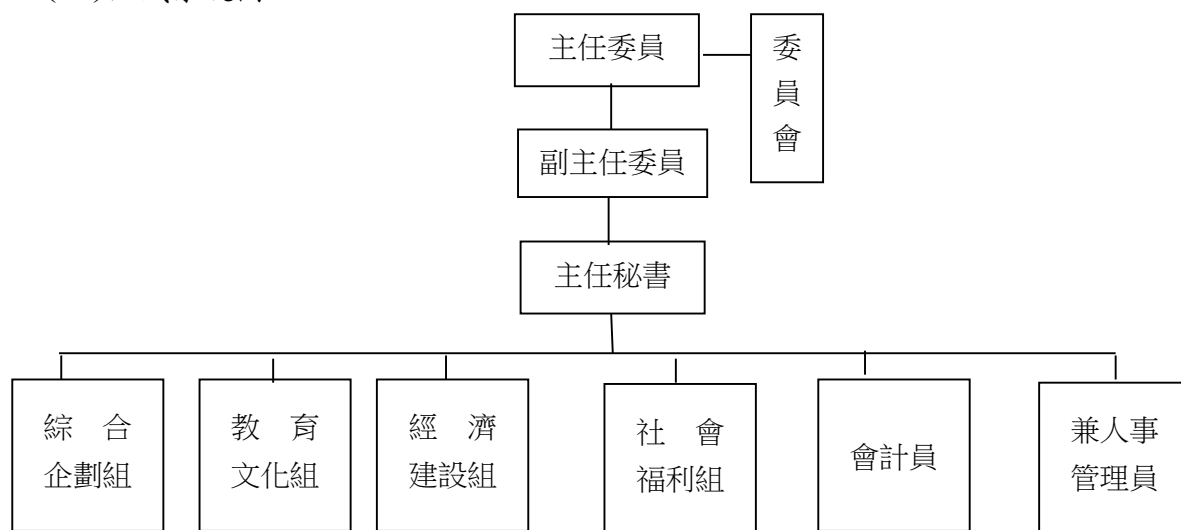 主任委員
委員會
副主任委員
主任秘書
綜　合
企劃組
教　育
文化組
經　濟
建設組
社　會
福利組
會計員
兼人事
管理員